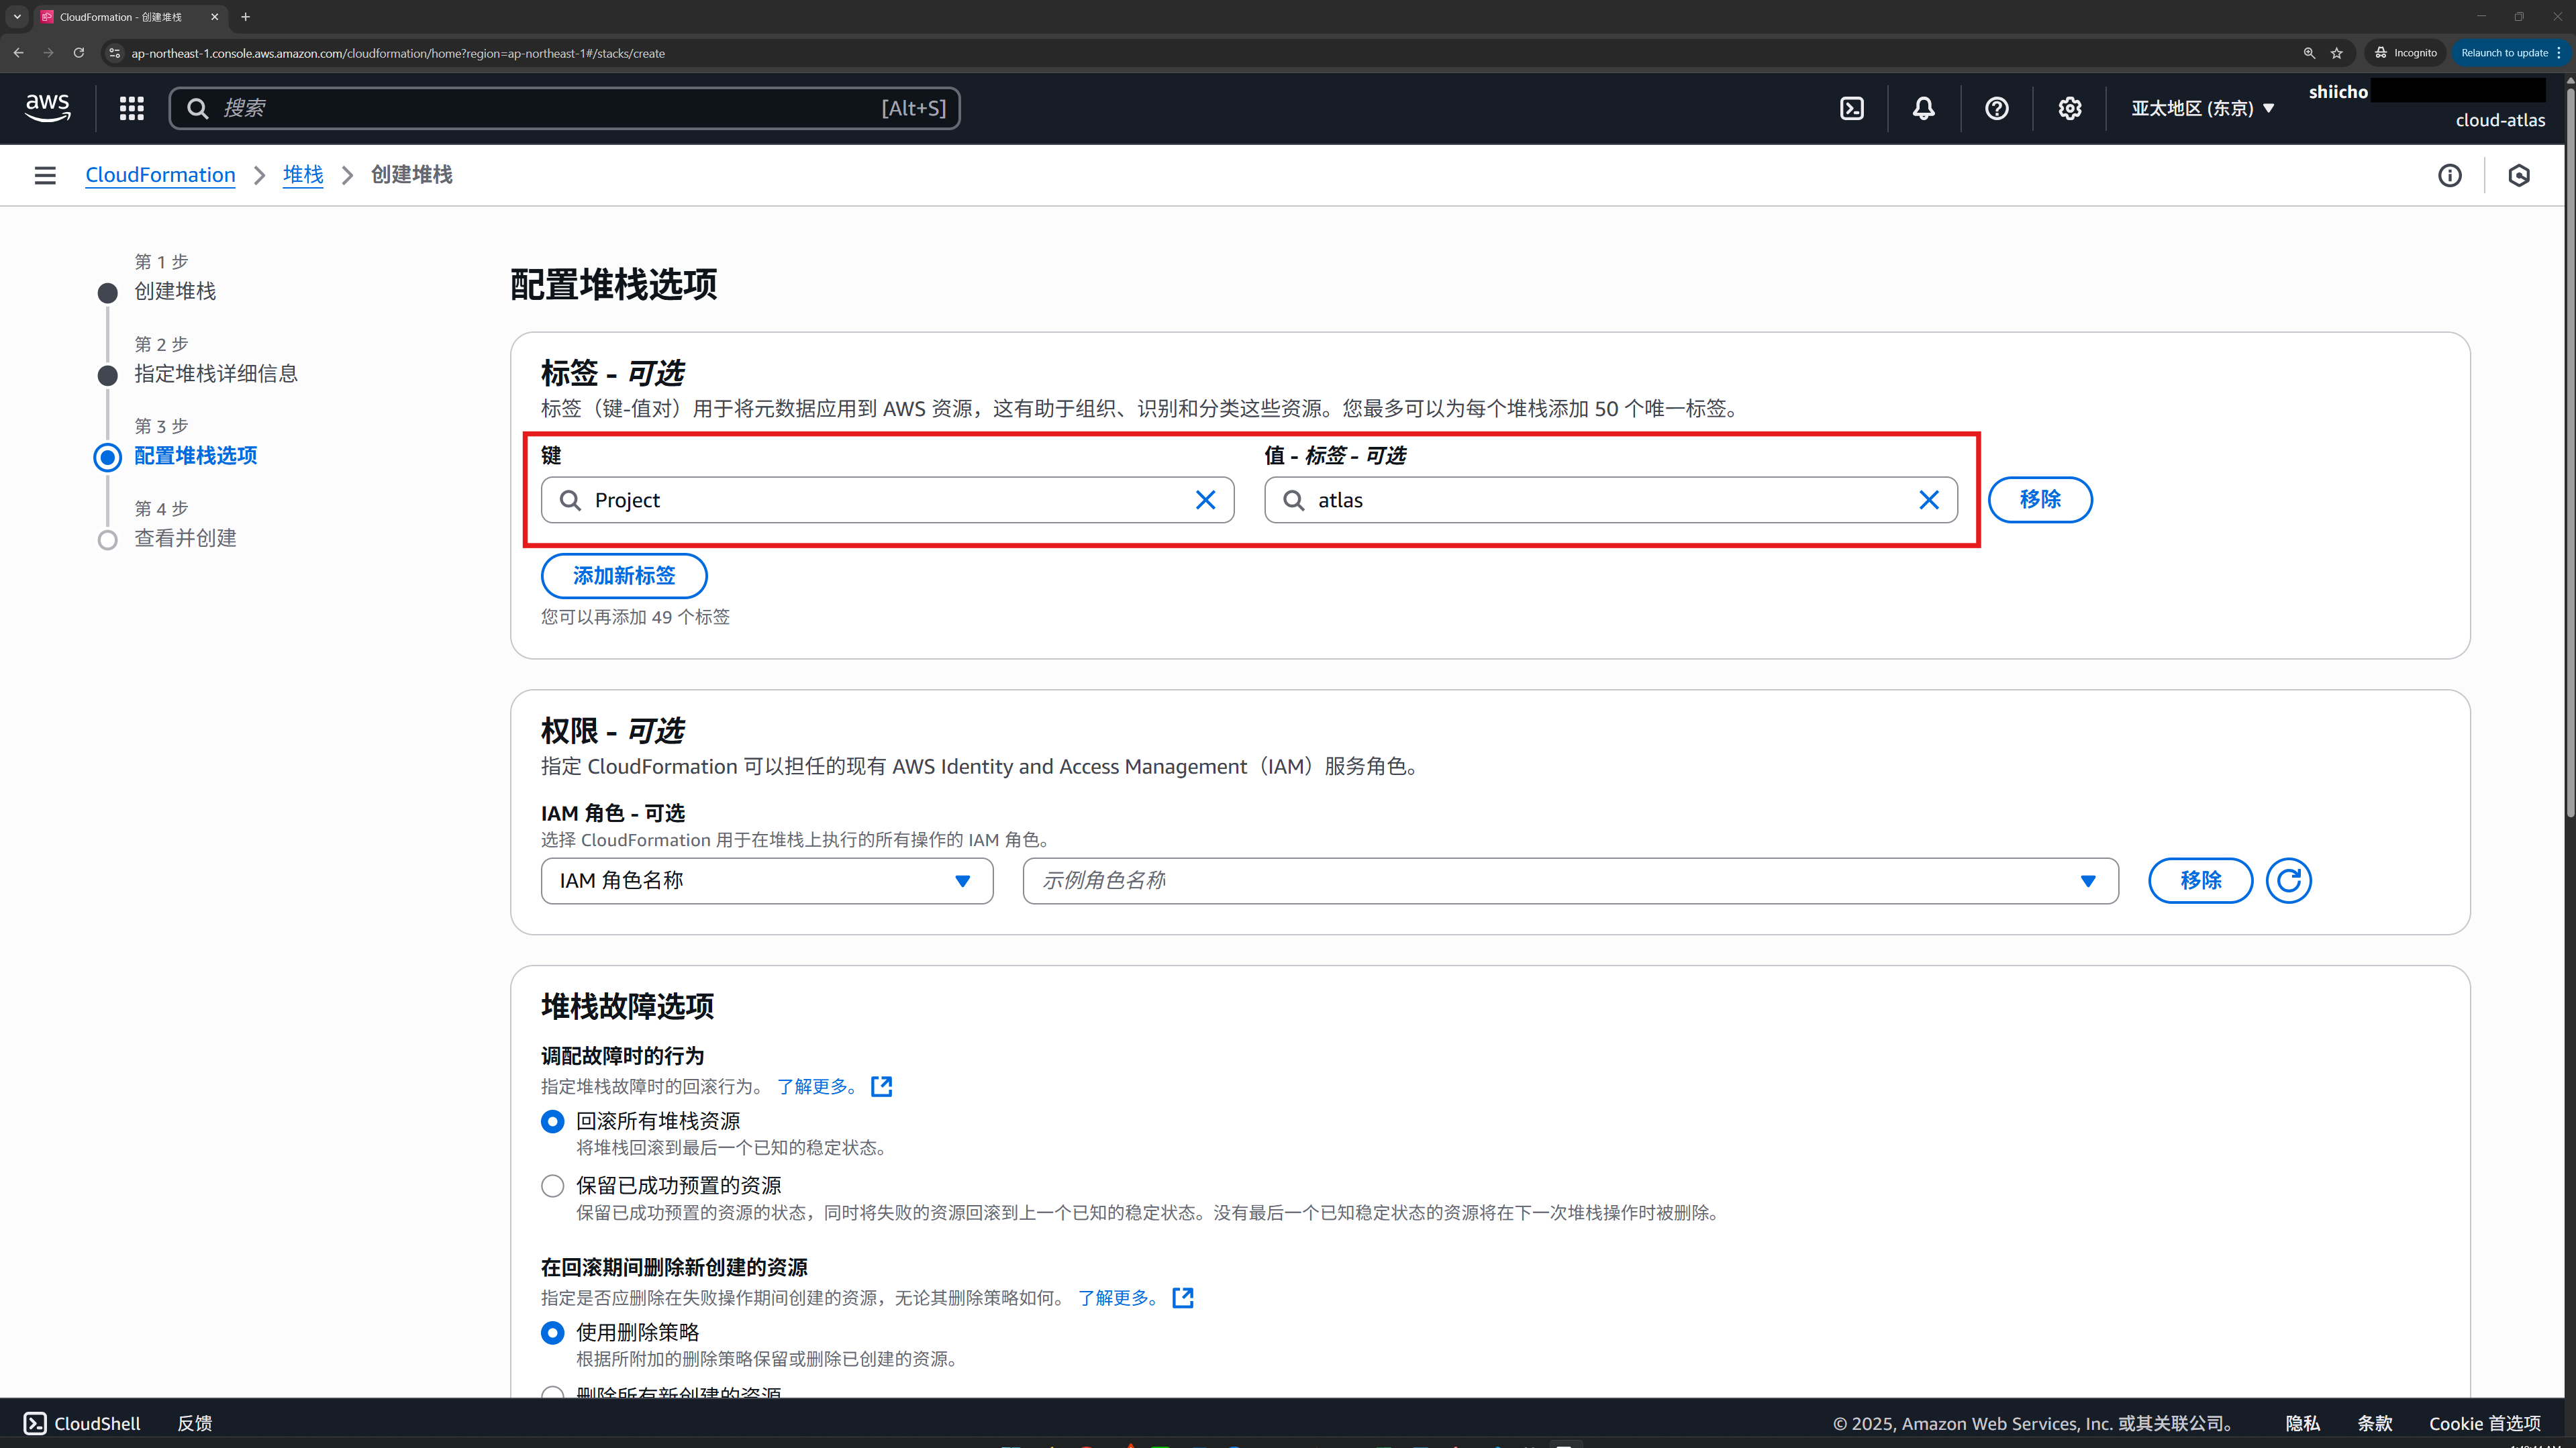 CloudFormation - 创建堆栈
ap-northeast-1.console.aws.amazon.com/cloudformation/home?region=ap-northeast-1#/stacks/create
Incognito
Relaunch to update
aws
搜索
[Alt+S]
亚太地区 (东京)
shiicho
cloud-atlas
CloudFormation
堆栈
创建堆栈
第 1 步
创建堆栈
第 2 步
指定堆栈详细信息
第 3 步
配置堆栈选项
第 4 步
查看并创建
配置堆栈选项
标签 - 可选
标签（键-值对）用于将元数据应用到 AWS 资源，这有助于组织、识别和分类这些资源。您最多可以为每个堆栈添加 50 个唯一标签。
键
值 - 标签 - 可选
Project
atlas
移除
添加新标签
您可以再添加 49 个标签
权限 - 可选
指定 CloudFormation 可以担任的现有 AWS Identity and Access Management（IAM）服务角色。
IAM 角色 - 可选
选择 CloudFormation 用于在堆栈上执行的所有操作的 IAM 角色。
IAM 角色名称
示例角色名称
移除
堆栈故障选项
调配故障时的行为
指定堆栈故障时的回滚行为。 了解更多。
回滚所有堆栈资源
将堆栈回滚到最后一个已知的稳定状态。
保留已成功预置的资源
保留已成功预置的资源的状态，同时将失败的资源回滚到上一个已知的稳定状态。没有最后一个已知稳定状态的资源将在下一次堆栈操作时被删除。
在回滚期间删除新创建的资源
指定是否应删除在失败操作期间创建的资源，无论其删除策略如何。 了解更多。
使用删除策略
根据所附加的删除策略保留或删除已创建的资源。
删除所有新创建的资源
CloudShell
反馈
© 2025, Amazon Web Services, Inc. 或其关联公司。
隐私
条款
Cookie 首选项